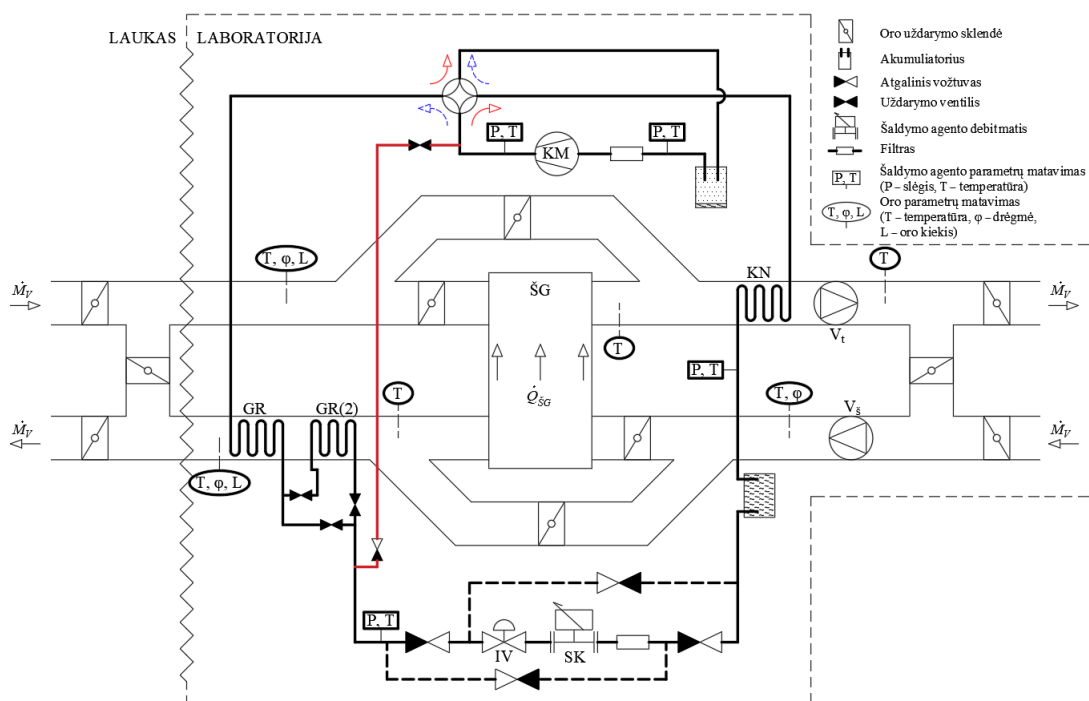 LAUKAS
LABORATORIJA
Oro uždarymo sklendė
Akumuliatorius
Atgalinis vožtuvas
Uždarymo ventilis
Šaldymo agento debitmatis
Filtras
P, T
Šaldymo agento parametrų matavimas
(P – slėgis, T – temperatūra)
T, φ, L
Oro parametrų matavimas
(T – temperatūra, φ – drėgmė,
L – oro kiekis)
P, T
KM
P, T
T, φ, L
T
KN
ŠG
Ṁ_V
Ṁ_V
V_t
T
P, T
Q̇_ŠG
T
T, φ
V_š
GR
GR(2)
Ṁ_V
Ṁ_V
T, φ, L
P, T
IV
SK